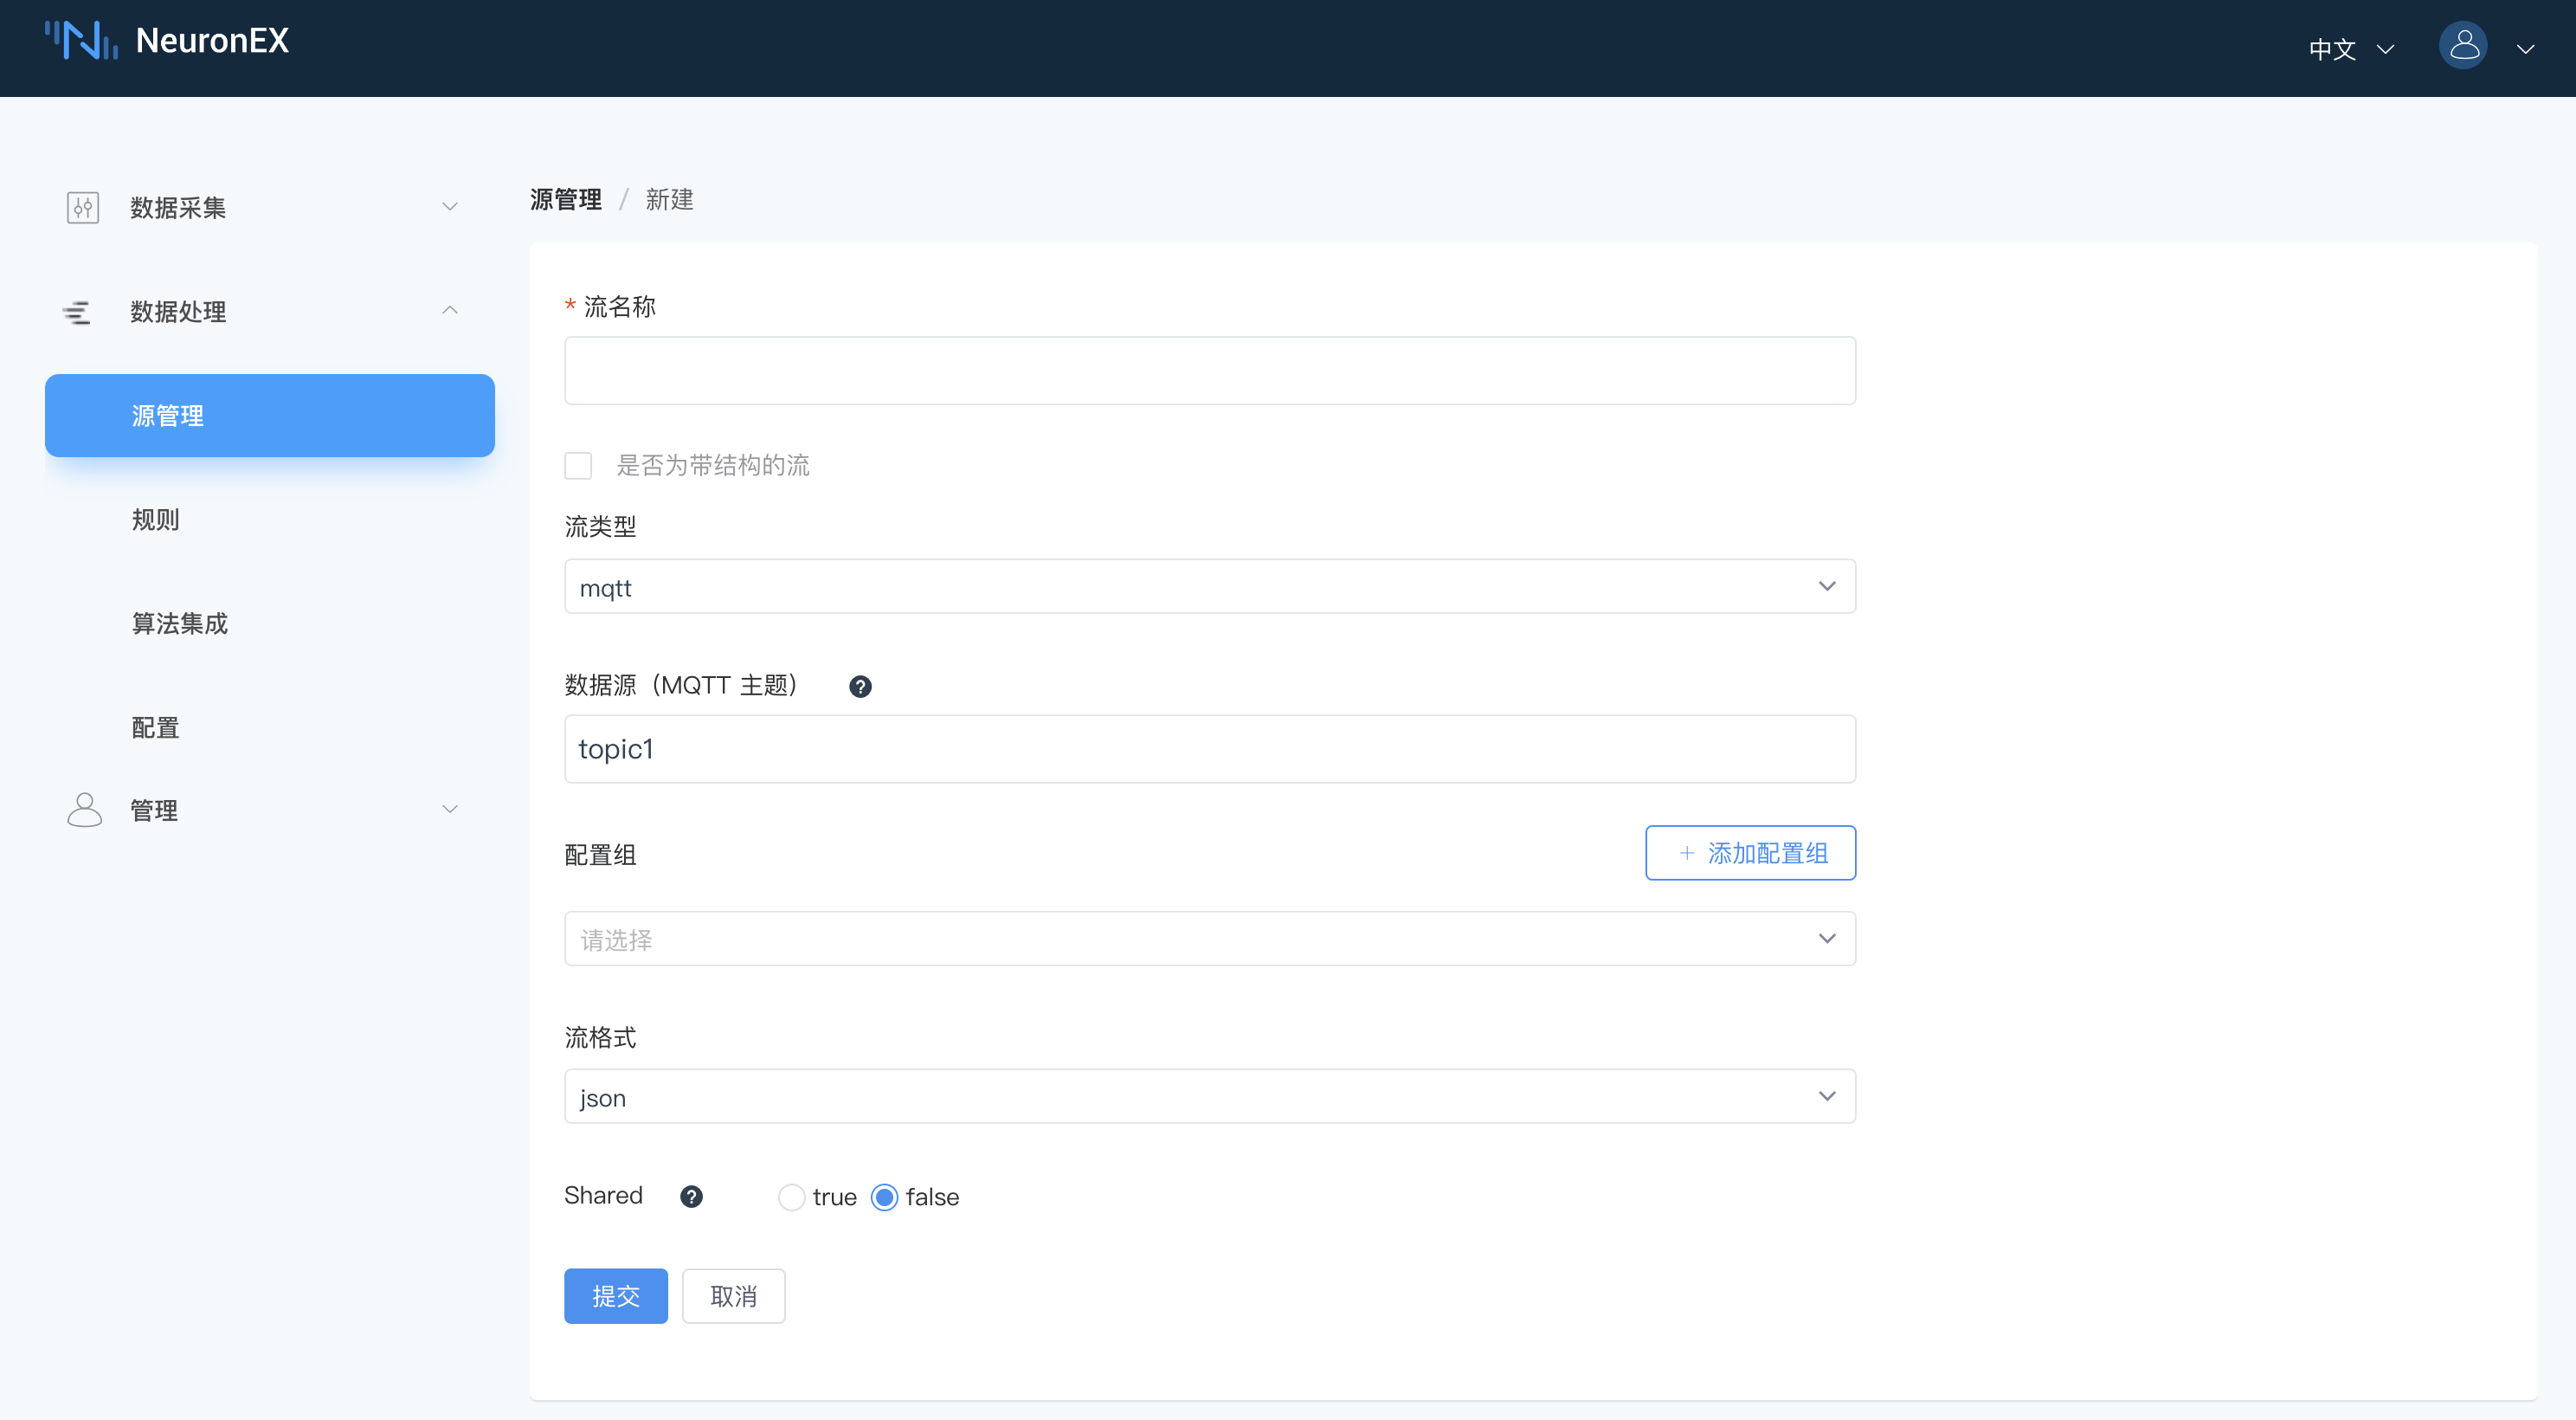 NeuronEX
中文
数据采集
数据处理
源管理
规则
算法集成
配置
管理
源管理 / 新建
* 流名称
是否为带结构的流
流类型
mqtt
数据源（MQTT 主题）
topic1
配置组
+ 添加配置组
请选择
流格式
json
Shared true false
提交 取消